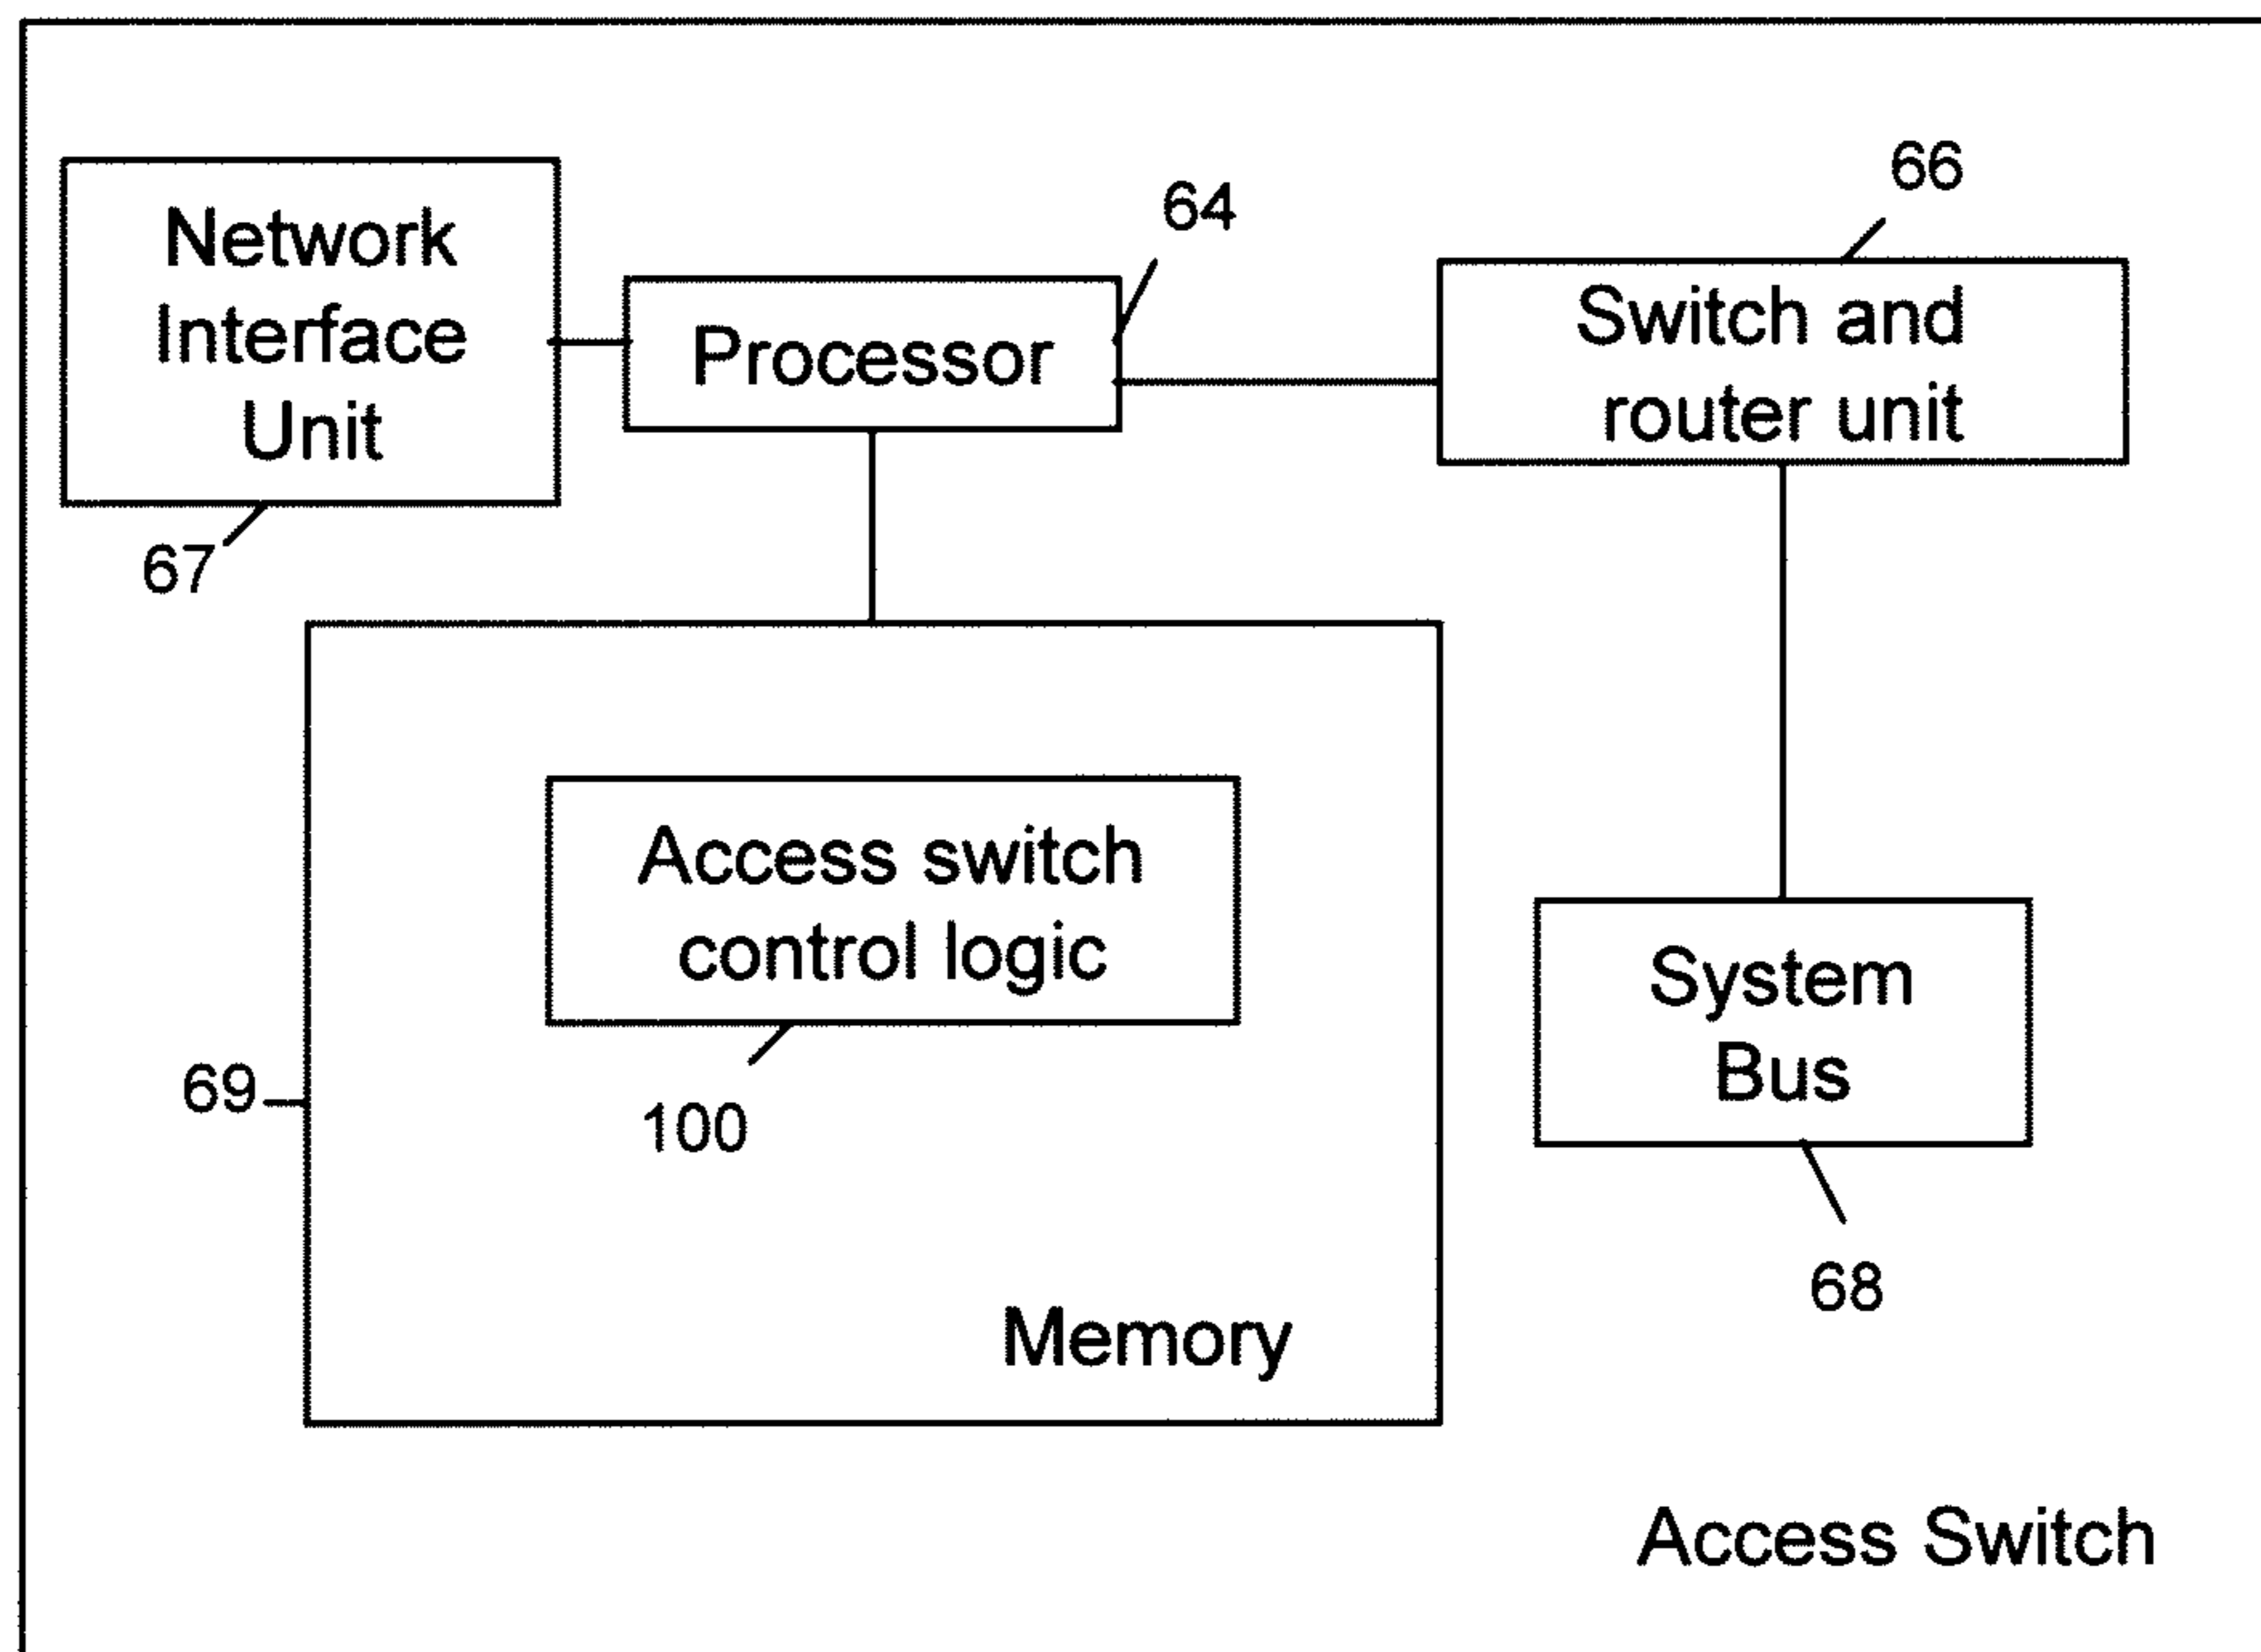 Network
Interface
Unit
67
Processor
64
Switch and
router unit
66
Access switch
control logic
100
69
Memory
System
Bus
68
Access Switch